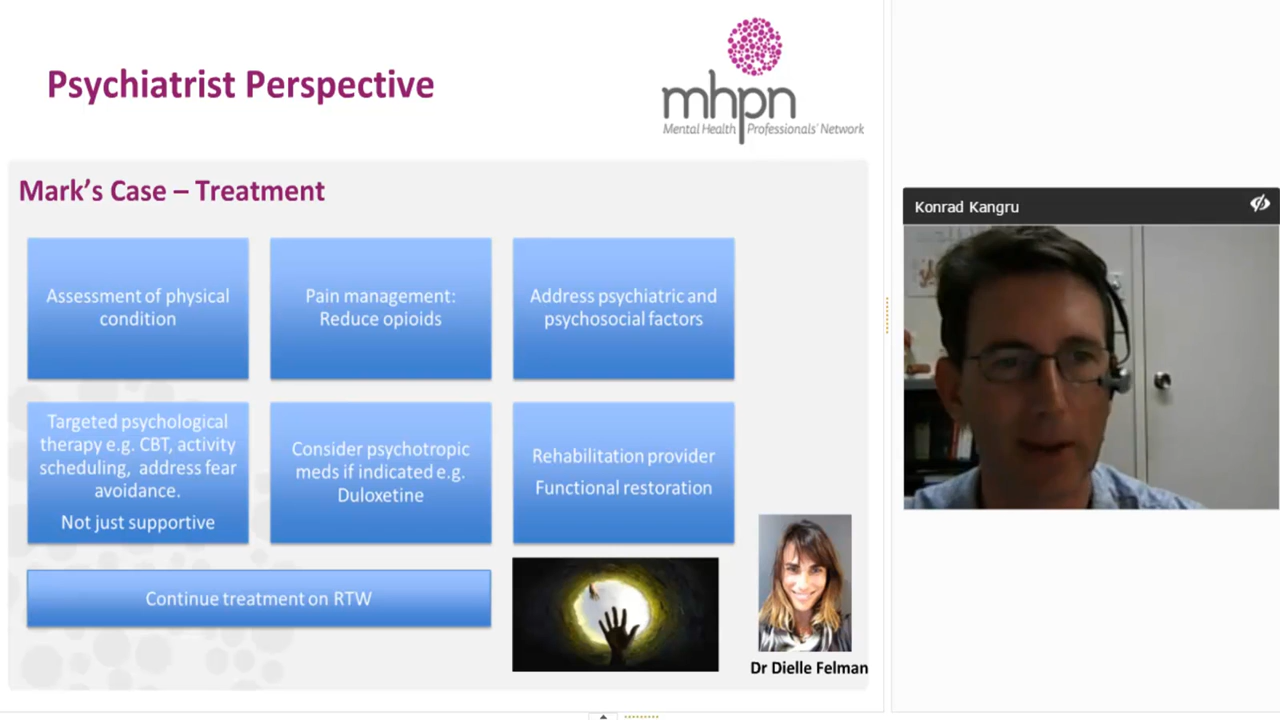 Psychiatrist Perspective
mhpn
Mental Health Professionals' Network
Mark's Case – Treatment
Assessment of physical
condition
Pain management:
Reduce opioids
Address psychiatric and
psychosocial factors
Targeted psychological
therapy e.g. CBT, activity
scheduling, address fear
avoidance.
Not just supportive
Consider psychotropic
meds if indicated e.g.
Duloxetine
Rehabilitation provider
Functional restoration
Continue treatment on RTW
Dr Dielle Felman
Konrad Kangru